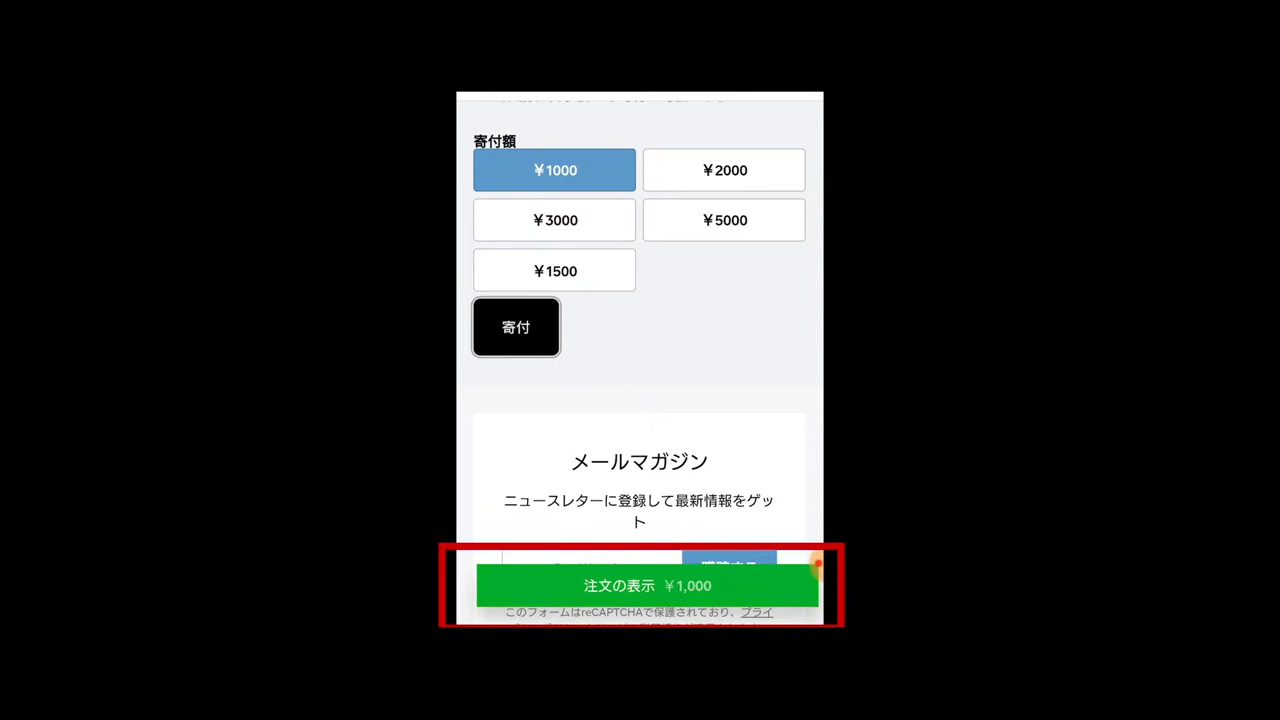 寄付額
￥1000
￥2000
￥3000
￥5000
￥1500
寄付
メールマガジン
ニュースレターに登録して最新情報をゲッ
ト
注文の表示 ￥1,000
このフォームはreCAPTCHAで保護されており、プライ